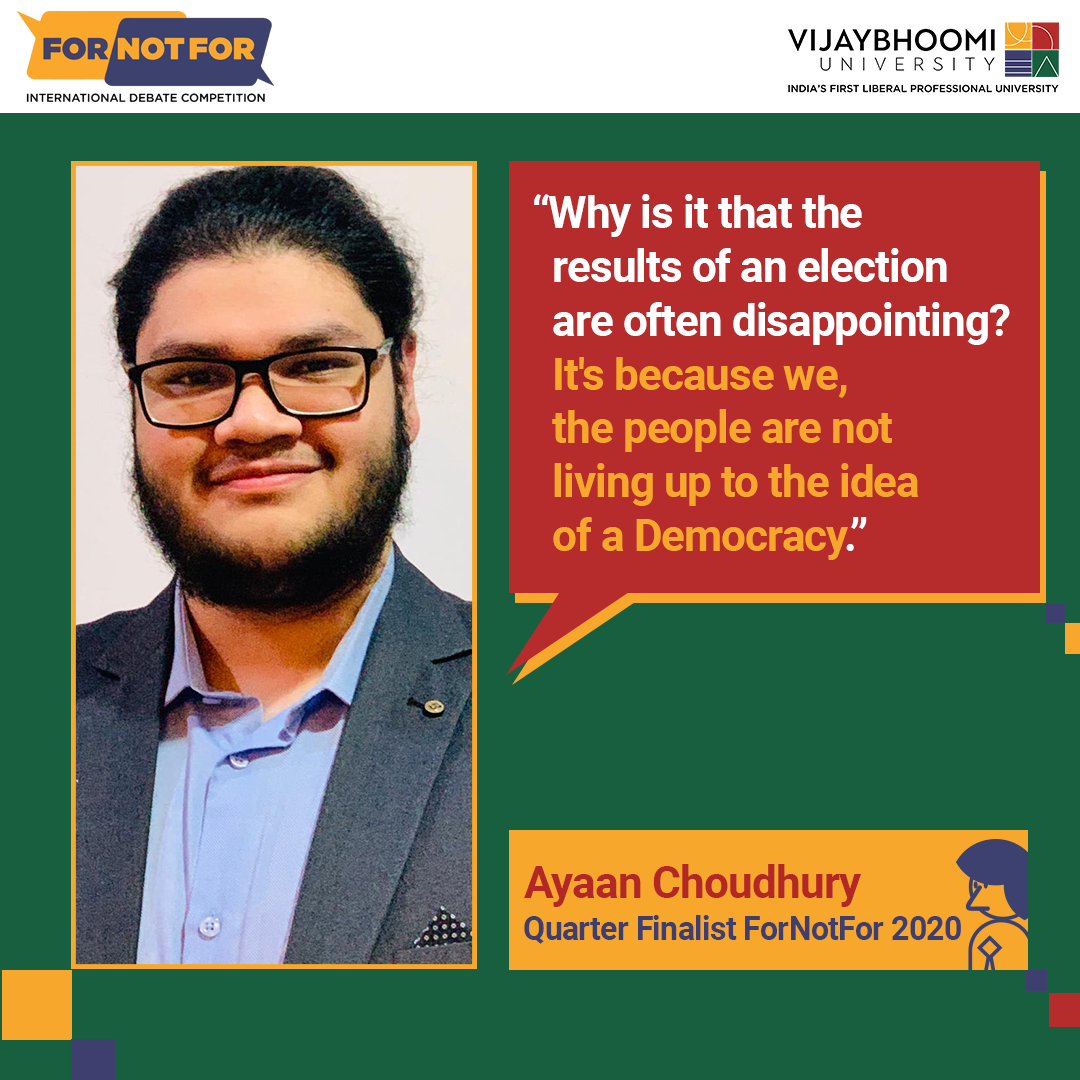 FOR NOT FOR
INTERNATIONAL DEBATE COMPETITION
VIJAYBHOOMI
UNIVERSITY
INDIA'S FIRST LIBERAL PROFESSIONAL UNIVERSITY
“Why is it that the
results of an election
are often disappointing?
It's because we,
the people are not
living up to the idea
of a Democracy.”
Ayaan Choudhury
Quarter Finalist ForNotFor 2020